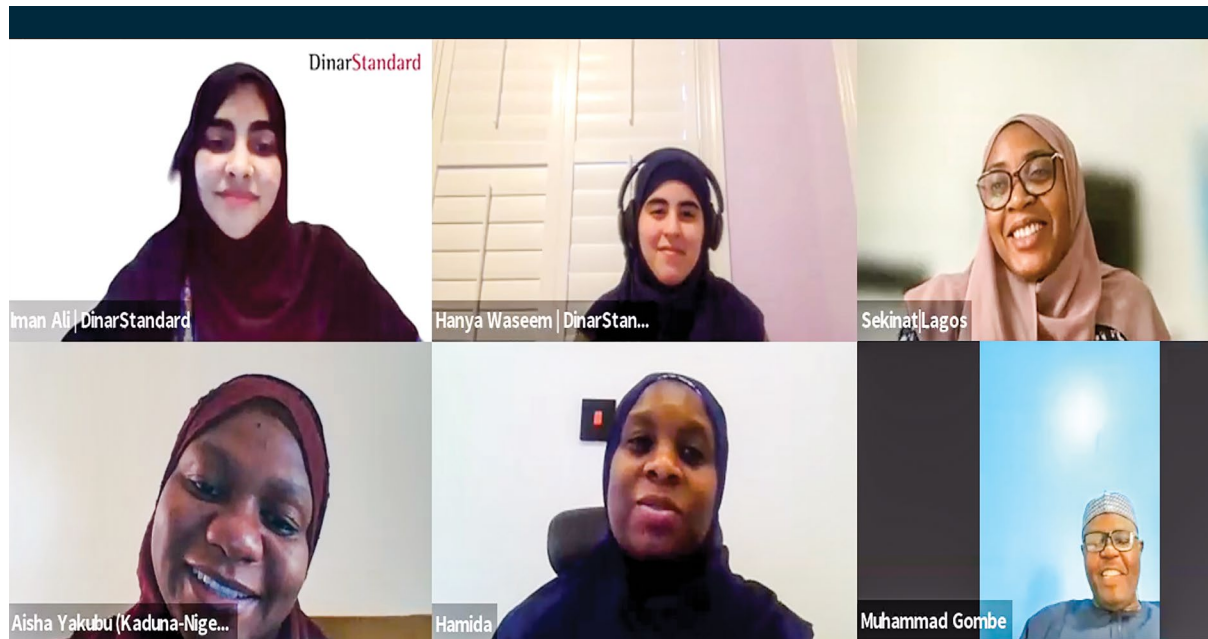 DinarStandard
Iman Ali | DinarStandard
Hanya Waseem | DinarStan...
Sekinat|Lagos
Aisha Yakubu (Kaduna-Nige...
Hamida
Muhammad Gombe